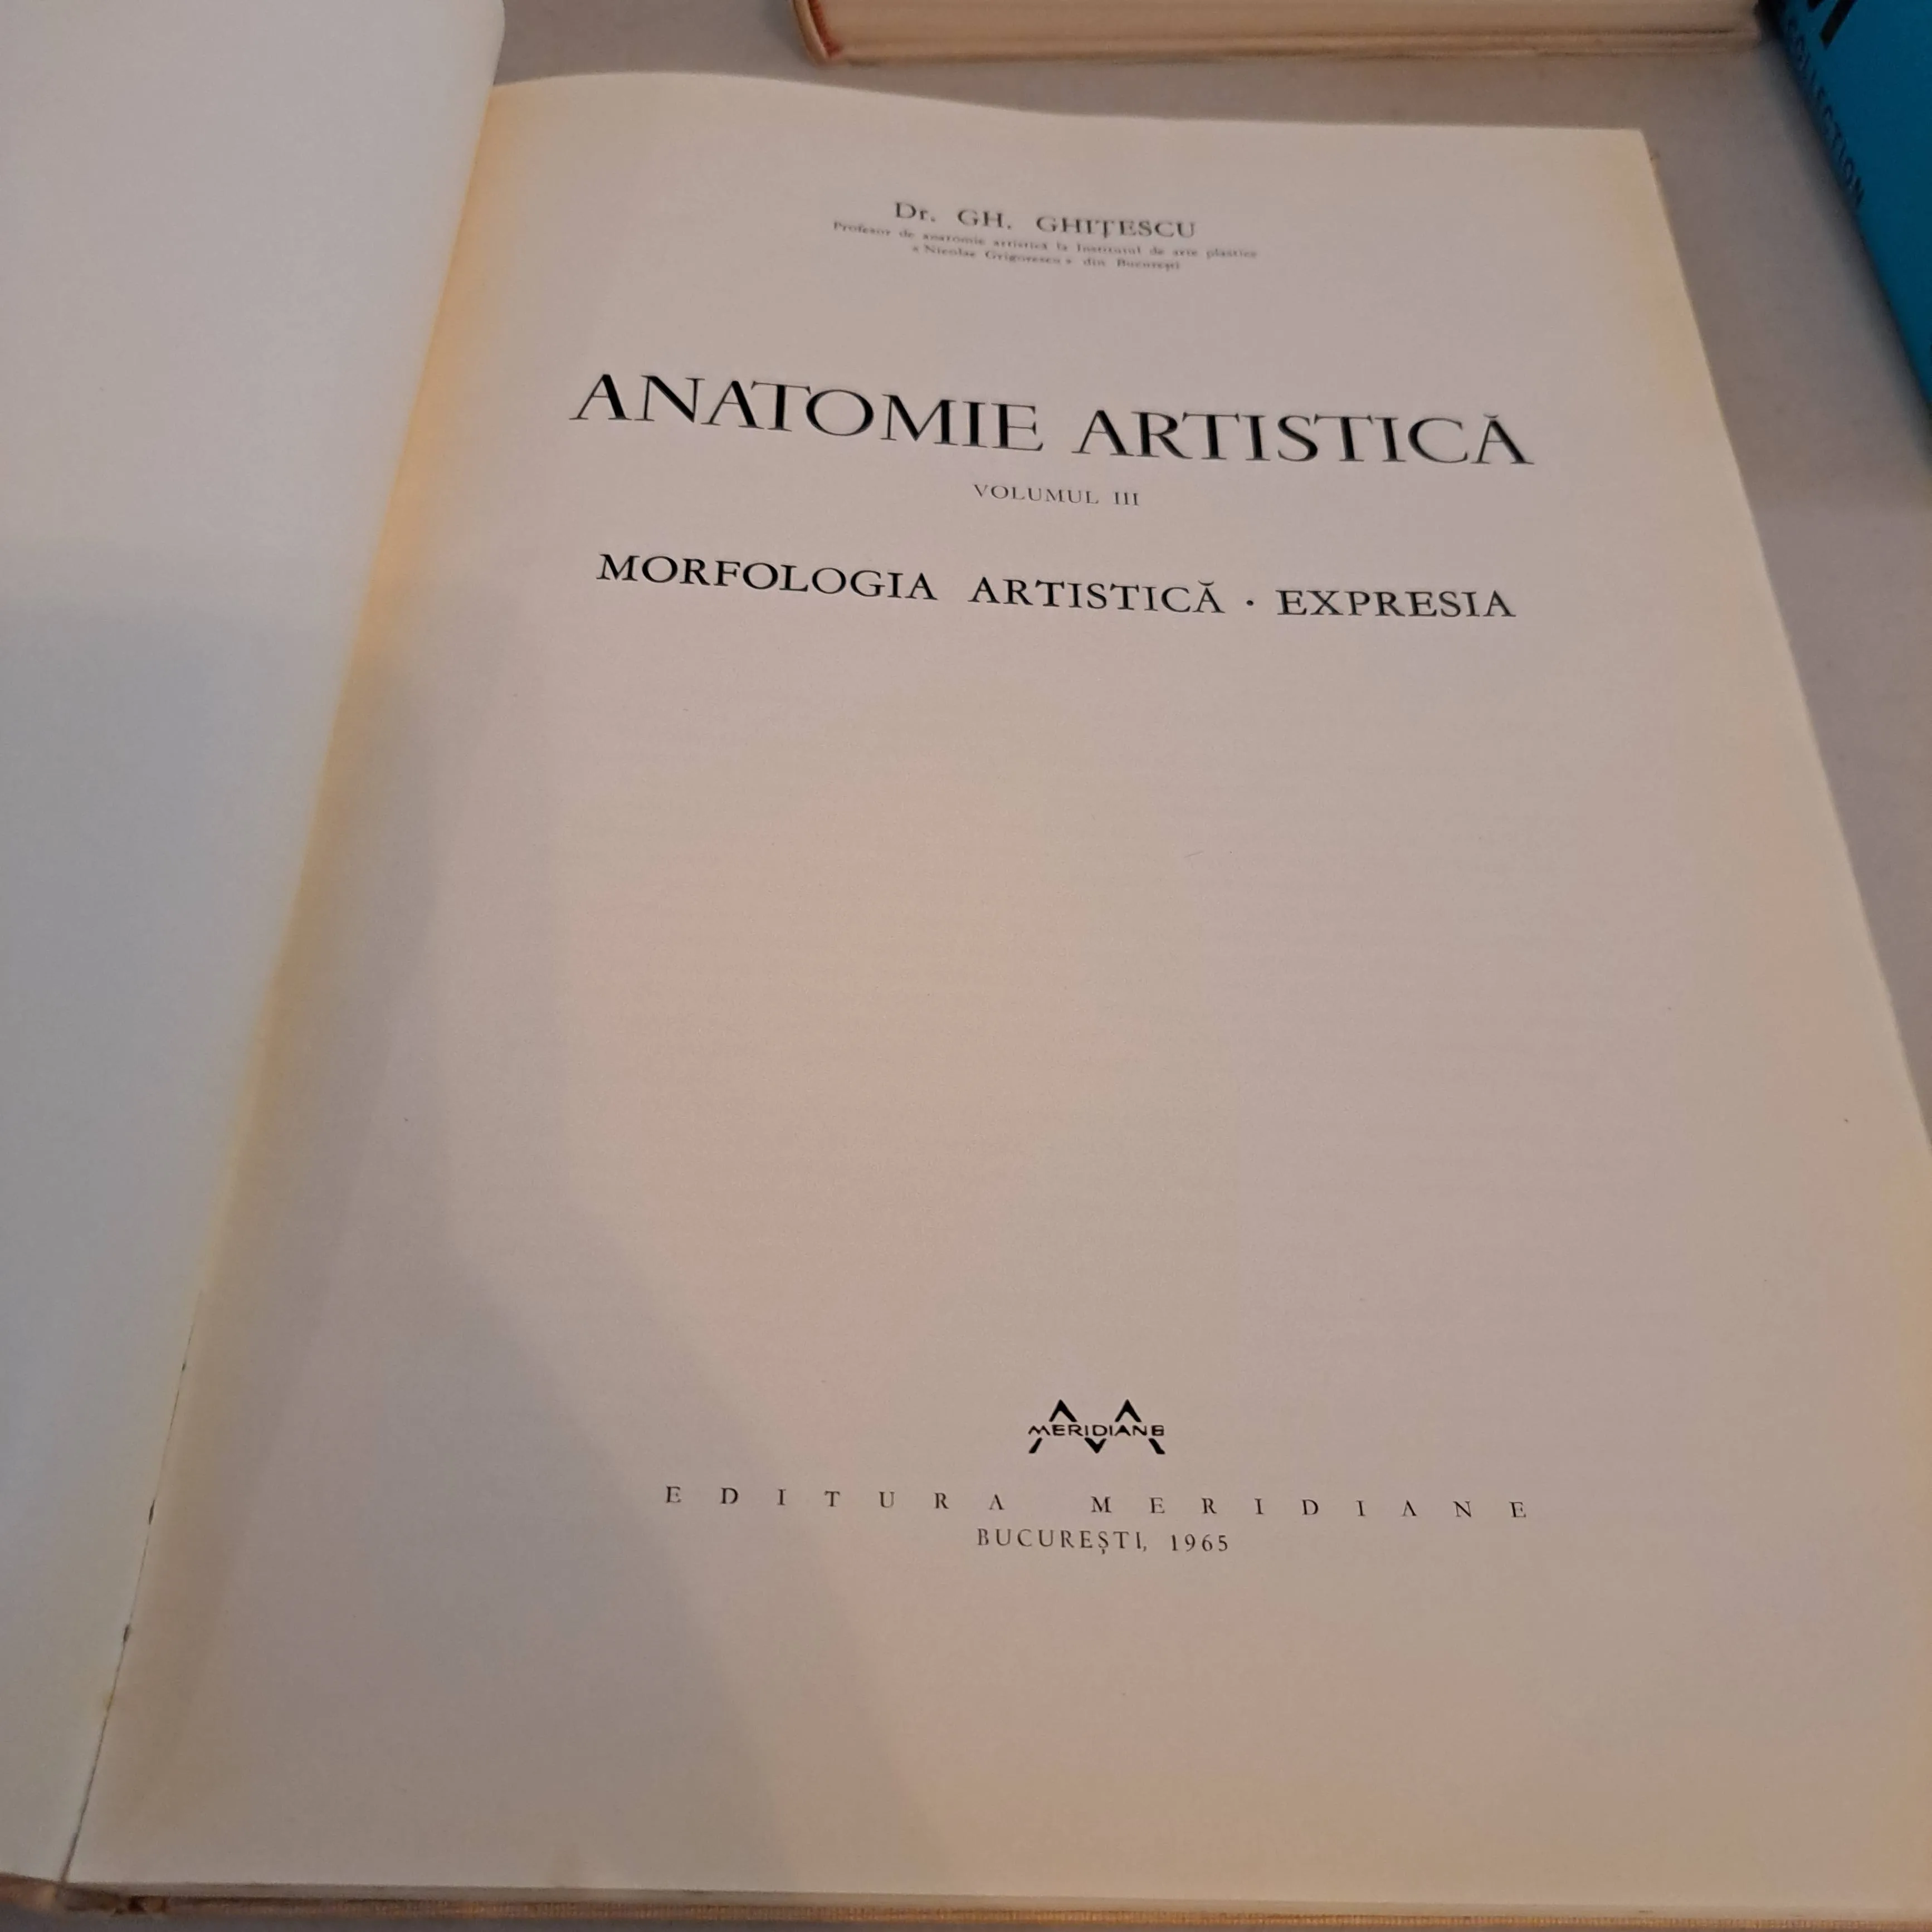 Dr. GH. GHIȚESCU
Profesor de anatomie artistică la Institutul de arte plastice
« Nicolae Grigorescu » din București
ANATOMIE ARTISTICĂ
VOLUMUL III
MORFOLOGIA ARTISTICĂ · EXPRESIA
MERIDIANE
EDITURA MERIDIANE
BUCUREȘTI, 1965
COLLECTION